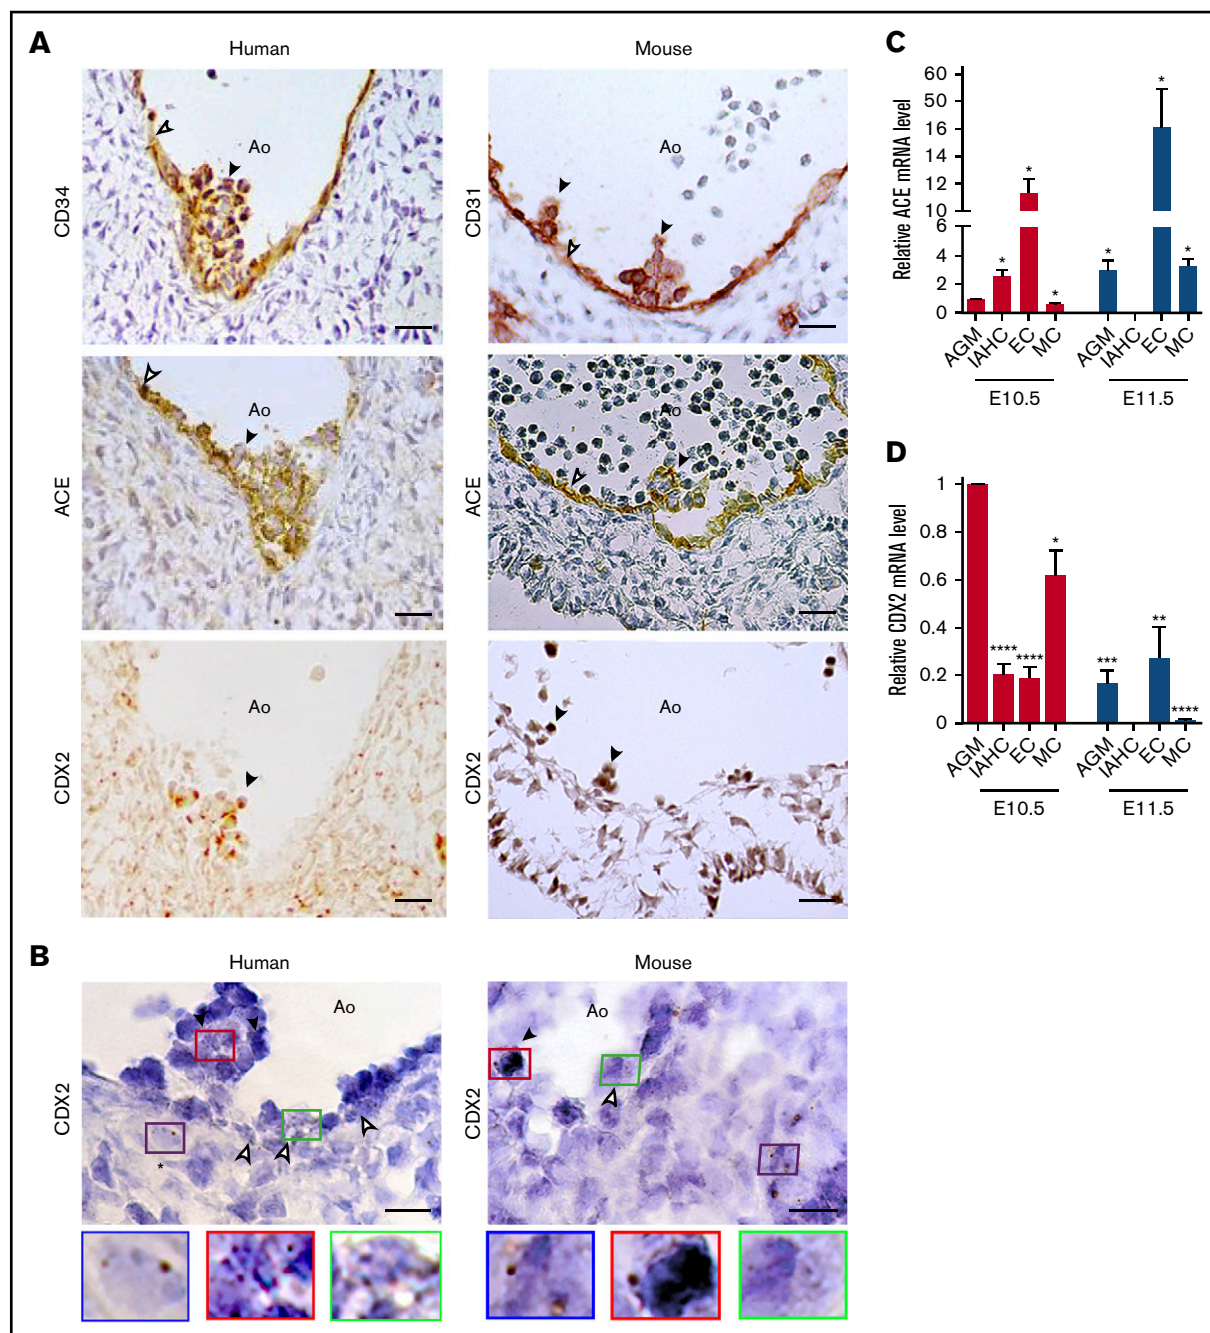 A
Human
Mouse
CD34
Ao
CD31
Ao
ACE
Ao
Ao
CDX2
Ao
CDX2
Ao
B
Human
Mouse
CDX2
Ao
*
CDX2
Ao
C
Relative ACE mRNA level
60
50
16
14
12
10
6
4
2
0
* * * * * *
AGM IAHC EC MC AGM IAHC EC MC
E10.5 E11.5
D
Relative CDX2 mRNA level
1
0.8
0.6
0.4
0.2
0
**** **** * *** ** ****
AGM IAHC EC MC AGM IAHC EC MC
E10.5 E11.5